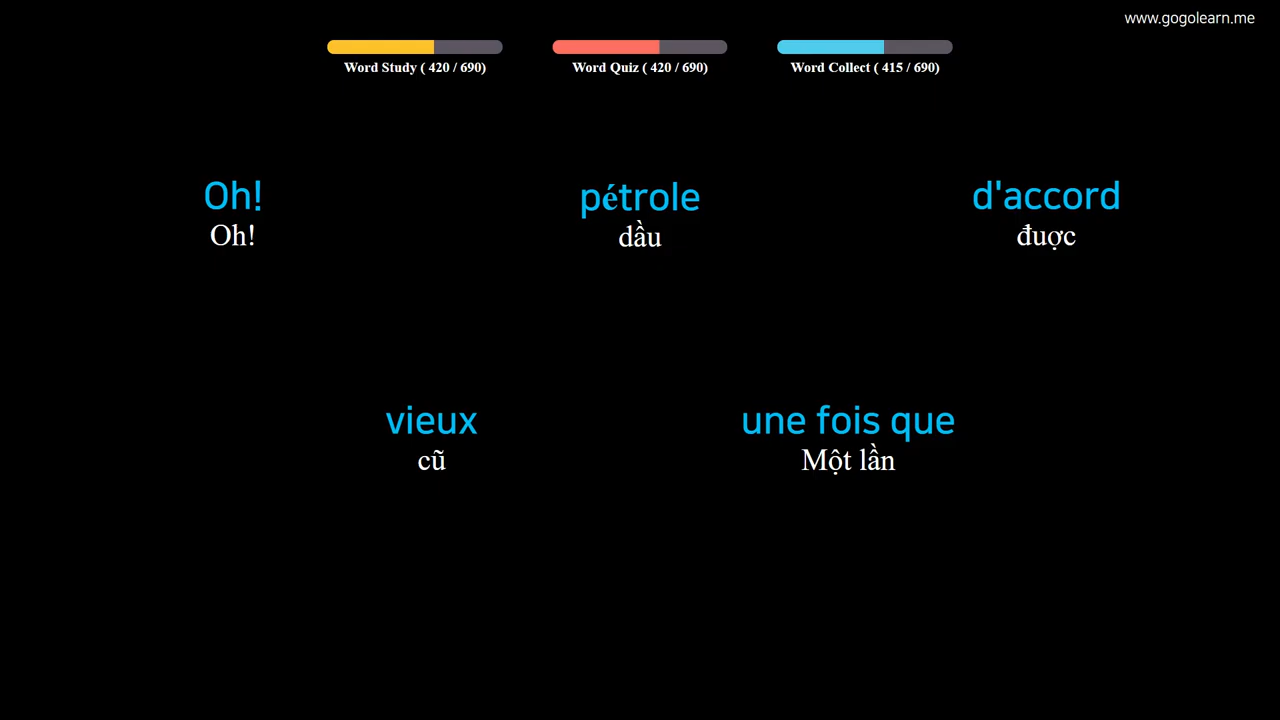 www.gogolearn.me
Word Study ( 420 / 690)
Word Quiz ( 420 / 690)
Word Collect ( 415 / 690)
Oh!
Oh!
pétrole
dầu
d'accord
được
vieux
cũ
une fois que
Một lần